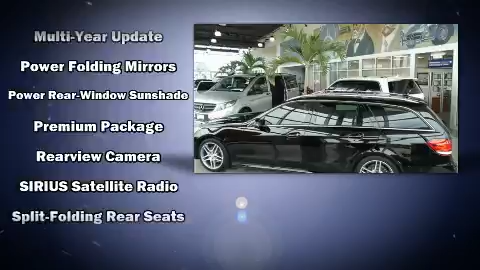 Multi-Year Update
Power Folding Mirrors
Power Rear-Window Sunshade
Premium Package
Rearview Camera
SIRIUS Satellite Radio
Split-Folding Rear Seats